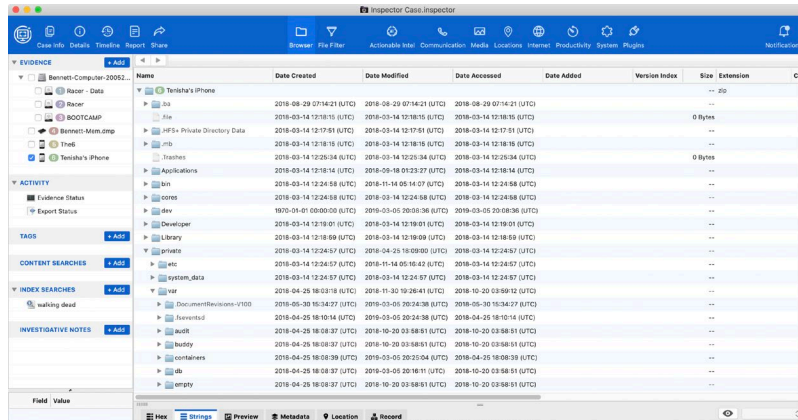 Inspector Case.inspector
Case Info Details Timeline Report Share Browser File Filter Actionable Intel Communication Media Locations Internet Productivity System Plugins Notification
EVIDENCE + Add
Name Date Created Date Modified Date Accessed Date Added Version Index Size Extension C
Bennett-Computer-20052...
1 Racer - Data
2 Racer
3 BOOTCAMP
Bennett-Mem.dmp
The6
Tenisha's iPhone
Tenisha's iPhone -- zip
.ba 2018-08-29 07:14:21 (UTC) 2018-08-29 07:14:21 (UTC) 2018-08-29 07:14:21 (UTC) --
.file 2018-03-14 12:18:15 (UTC) 2018-03-14 12:18:15 (UTC) 2018-03-14 12:18:15 (UTC) 0 Bytes
.HFS+ Private Directory Data 2018-03-14 12:17:51 (UTC) 2018-03-14 12:17:51 (UTC) 2018-03-14 12:17:51 (UTC) --
.mb 2018-03-14 12:18:15 (UTC) 2018-03-14 12:18:15 (UTC) 2018-03-14 12:18:15 (UTC) --
.Trashes 2018-03-14 12:25:34 (UTC) 2018-03-14 12:25:34 (UTC) 2018-03-14 12:25:34 (UTC) 0 Bytes
Applications 2018-03-14 12:18:14 (UTC) 2018-09-18 01:23:27 (UTC) 2018-03-14 12:18:14 (UTC) --
bin 2018-03-14 12:24:58 (UTC) 2018-11-14 05:14:07 (UTC) 2018-03-14 12:24:58 (UTC) --
cores 2018-03-14 12:24:58 (UTC) 2018-03-14 12:24:58 (UTC) 2018-03-14 12:24:58 (UTC) --
dev 1970-01-01 00:00:00 (UTC) 2019-03-05 20:08:36 (UTC) 2019-03-05 20:08:36 (UTC) --
Developer 2018-03-14 12:19:01 (UTC) 2018-03-14 12:19:01 (UTC) 2018-03-14 12:19:01 (UTC) --
Library 2018-03-14 12:18:59 (UTC) 2018-03-14 12:19:09 (UTC) 2018-03-14 12:18:59 (UTC) --
private 2018-03-14 12:24:57 (UTC) 2018-04-25 18:09:00 (UTC) 2018-03-14 12:24:57 (UTC) --
etc 2018-03-14 12:24:57 (UTC) 2018-11-14 05:16:42 (UTC) 2018-03-14 12:24:57 (UTC) --
system_data 2018-03-14 12:24:57 (UTC) 2018-03-14 12:24:57 (UTC) 2018-03-14 12:24:57 (UTC) --
var 2018-04-25 18:03:18 (UTC) 2018-11-30 19:26:41 (UTC) 2018-10-20 03:59:12 (UTC) --
.DocumentRevisions-V100 2018-05-30 15:34:27 (UTC) 2019-03-05 20:24:38 (UTC) 2018-05-30 15:34:27 (UTC) --
.fseventsd 2018-04-25 18:10:14 (UTC) 2019-03-05 20:24:38 (UTC) 2018-04-25 18:10:14 (UTC) --
audit 2018-04-25 18:08:37 (UTC) 2018-10-20 03:58:51 (UTC) 2018-10-20 03:58:51 (UTC) --
buddy 2018-04-25 18:08:37 (UTC) 2018-10-20 03:58:51 (UTC) 2018-10-20 03:58:51 (UTC) --
containers 2018-04-25 18:08:39 (UTC) 2019-03-05 20:25:04 (UTC) 2018-04-25 18:08:39 (UTC) --
db 2018-04-25 18:08:37 (UTC) 2019-03-05 20:16:11 (UTC) 2018-10-20 03:58:51 (UTC) --
empty 2018-04-25 18:08:37 (UTC) 2018-10-20 03:58:51 (UTC) 2018-10-20 03:58:51 (UTC) --
ACTIVITY
Evidence Status
Export Status
TAGS + Add
CONTENT SEARCHES + Add
INDEX SEARCHES + Add
walking dead
INVESTIGATIVE NOTES + Add
Field Value
Hex Strings Preview Metadata Location Record